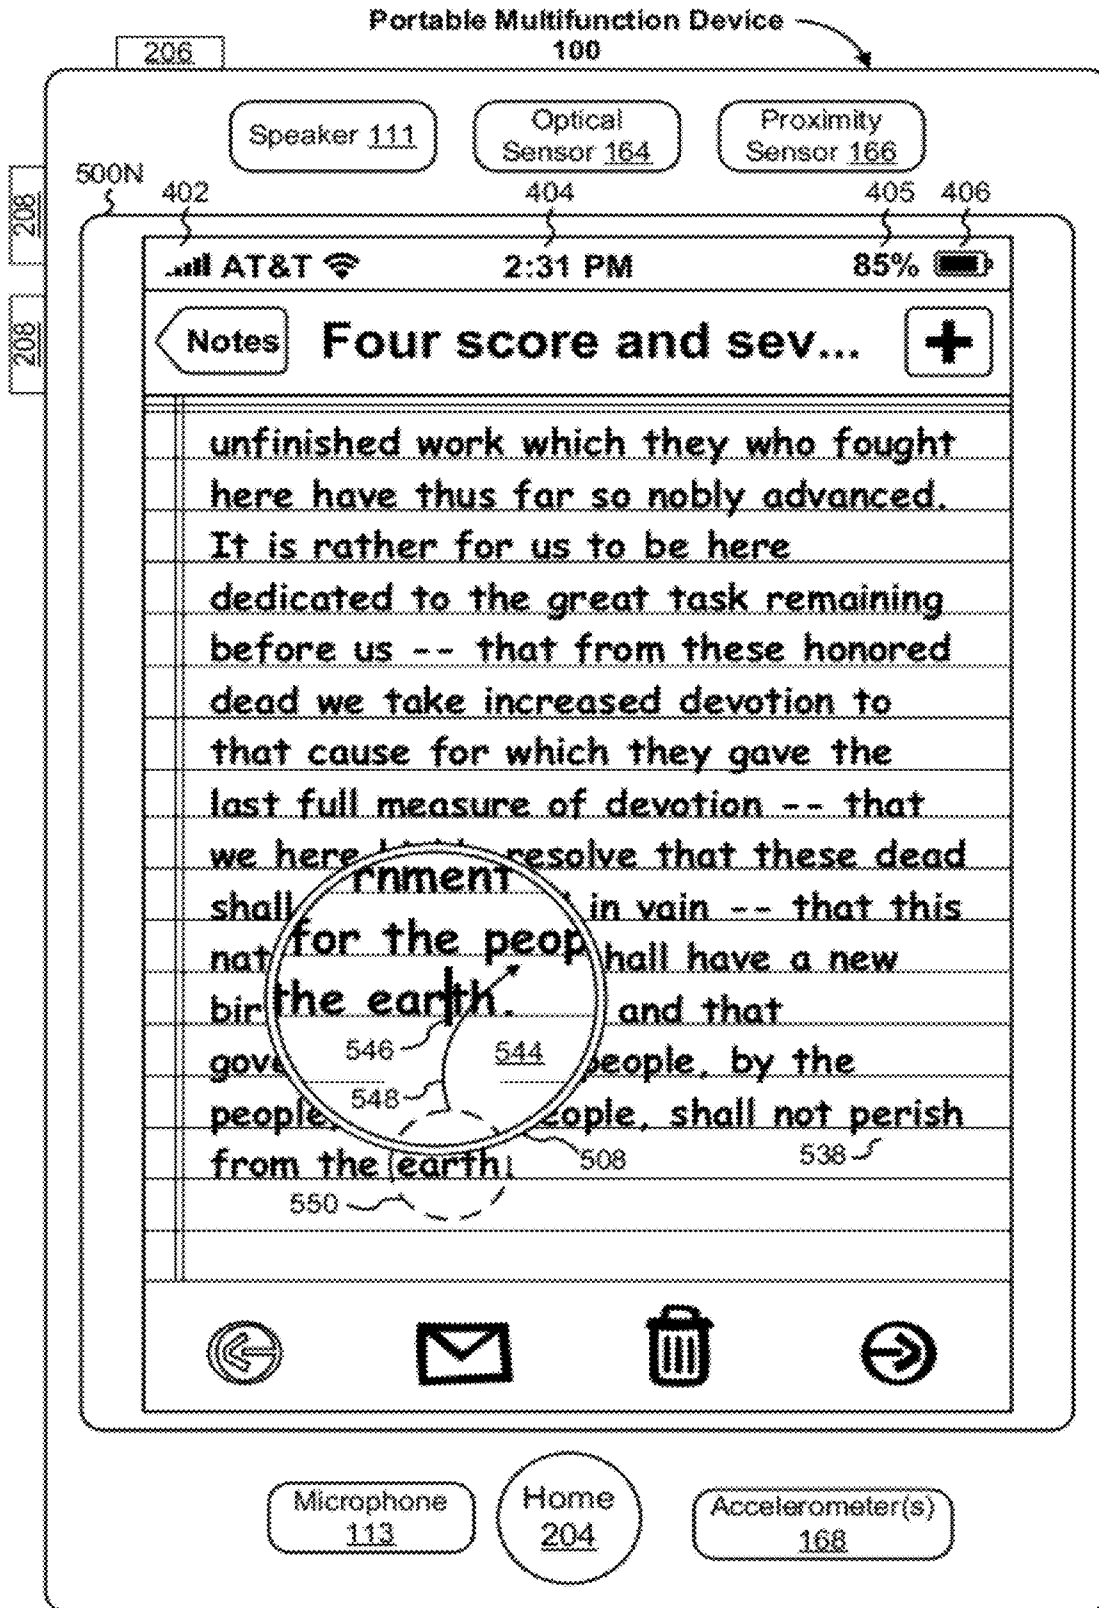 Portable Multifunction Device
100
206
Speaker 111
Optical
Sensor 164
Proximity
Sensor 166
208
208
500N
402
404
405
406
AT&T
2:31 PM
85%
Notes
Four score and sev...
unfinished work which they who fought
here have thus far so nobly advanced.
It is rather for us to be here
dedicated to the great task remaining
before us -- that from these honored
dead we take increased devotion to
that cause for which they gave the
last full measure of devotion -- that
we here resolve that these dead
shall in vain -- that this
nat hall have a new
bir and that
gove people, by the
people, eople, shall not perish
from the earth.
rnment
for the peop
the earth.
546
544
548
508
538
550
Microphone
113
Home
204
Accelerometer(s)
168